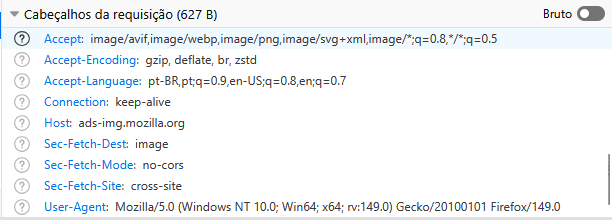 Cabeçalhos da requisição (627 B) Bruto
Accept: image/avif,image/webp,image/png,image/svg+xml,image/*;q=0.8,*/*;q=0.5
Accept-Encoding: gzip, deflate, br, zstd
Accept-Language: pt-BR,pt;q=0.9,en-US;q=0.8,en;q=0.7
Connection: keep-alive
Host: ads-img.mozilla.org
Sec-Fetch-Dest: image
Sec-Fetch-Mode: no-cors
Sec-Fetch-Site: cross-site
User-Agent: Mozilla/5.0 (Windows NT 10.0; Win64; x64; rv:149.0) Gecko/20100101 Firefox/149.0